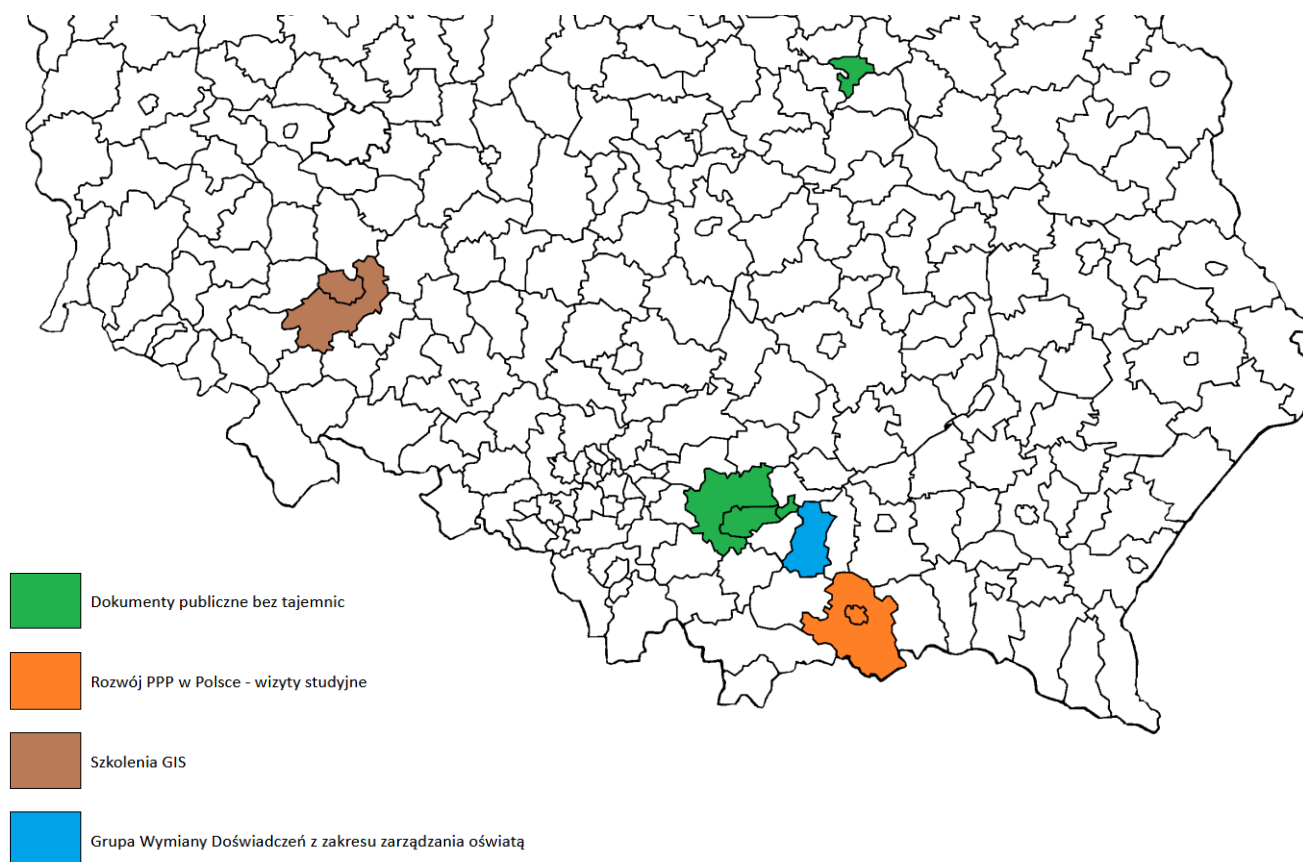 Dokumenty publiczne bez tajemnic
Rozwój PPP w Polsce - wizyty studyjne
Szkolenia GIS
Grupa Wymiany Doświadczeń z zakresu zarządzania oświatą